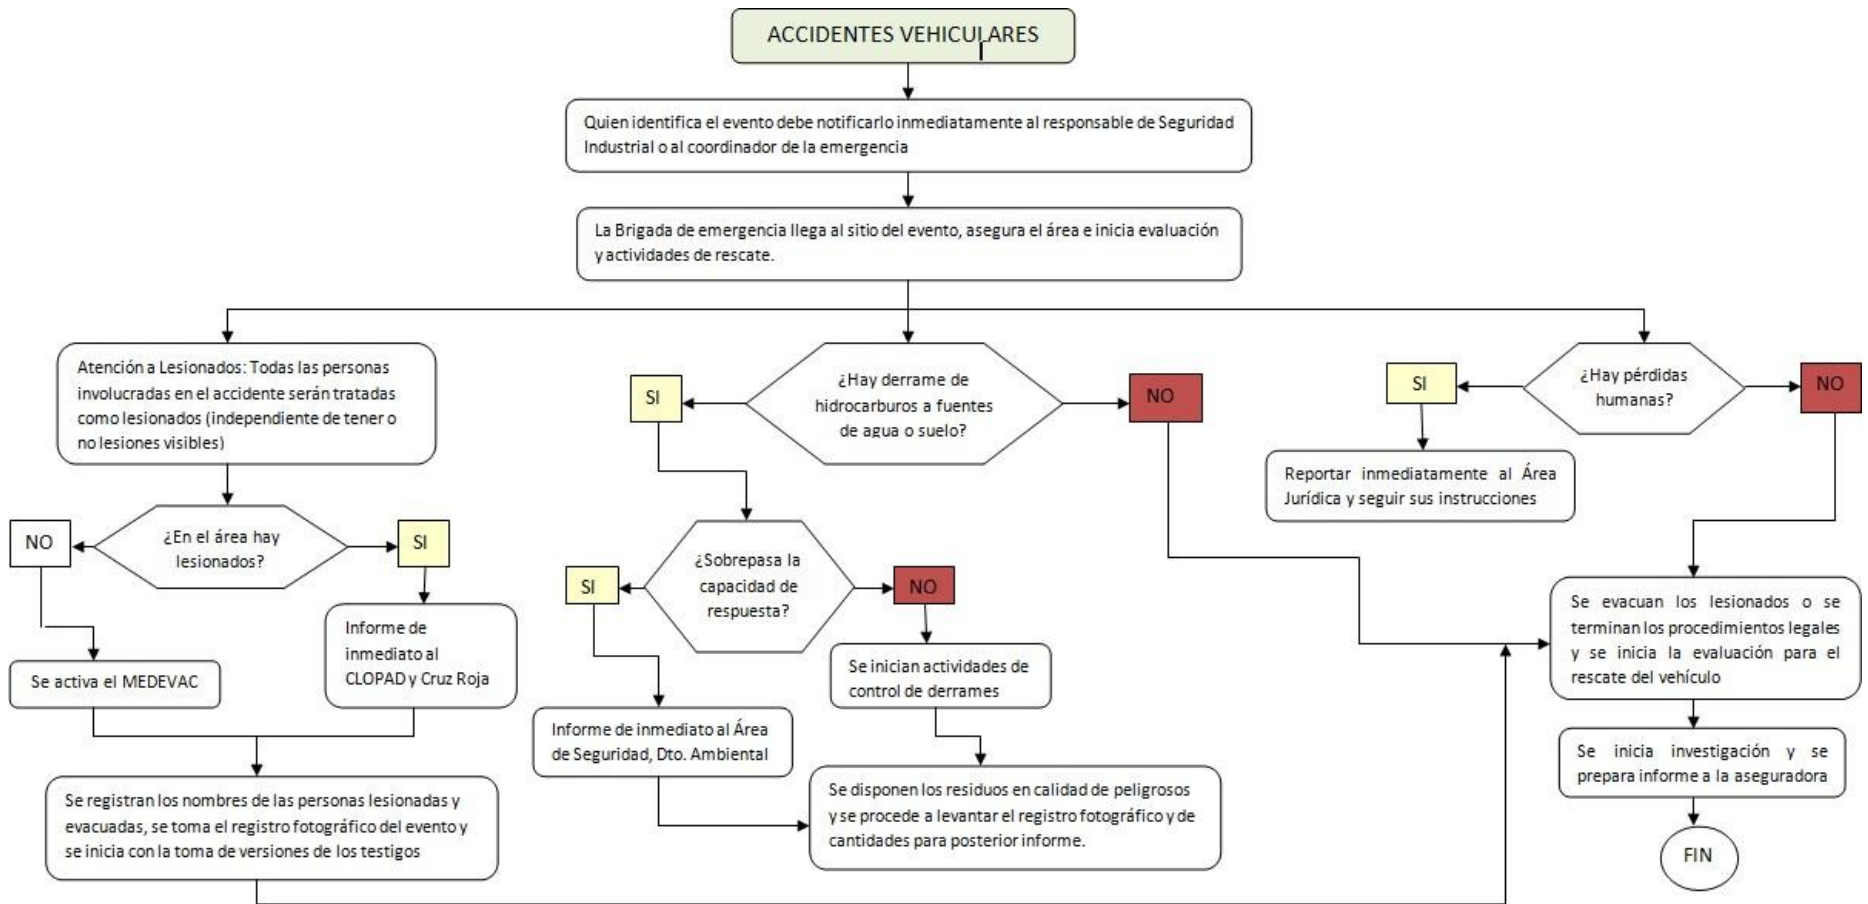 ACCIDENTES VEHICULARES
Quien identifica el evento debe notificarlo inmediatamente al responsable de Seguridad
Industrial o al coordinador de la emergencia
La Brigada de emergencia llega al sitio del evento, asegura el área e inicia evaluación
y actividades de rescate.
Atención a Lesionados: Todas las personas
involucradas en el accidente serán tratadas
como lesionados (independiente de tener o
no lesiones visibles)
¿En el área hay
lesionados?
NO
SI
Se activa el MEDEVAC
Informe de
inmediato al
CLOPAD y Cruz Roja
Se registran los nombres de las personas lesionadas y
evacuadas, se toma el registro fotográfico del evento y
se inicia con la toma de versiones de los testigos
¿Hay derrame de
hidrocarburos a fuentes
de agua o suelo?
SI
NO
¿Sobrepasa la
capacidad de
respuesta?
SI
NO
Informe de inmediato al Área
de Seguridad, Dto. Ambiental
Se inician actividades de
control de derrames
Se disponen los residuos en calidad de peligrosos
y se procede a levantar el registro fotográfico y de
cantidades para posterior informe.
¿Hay pérdidas
humanas?
SI
NO
Reportar inmediatamente al Área
Jurídica y seguir sus instrucciones
Se evacuan los lesionados o se
terminan los procedimientos legales
y se inicia la evaluación para el
rescate del vehículo
Se inicia investigación y se
prepara informe a la aseguradora
FIN